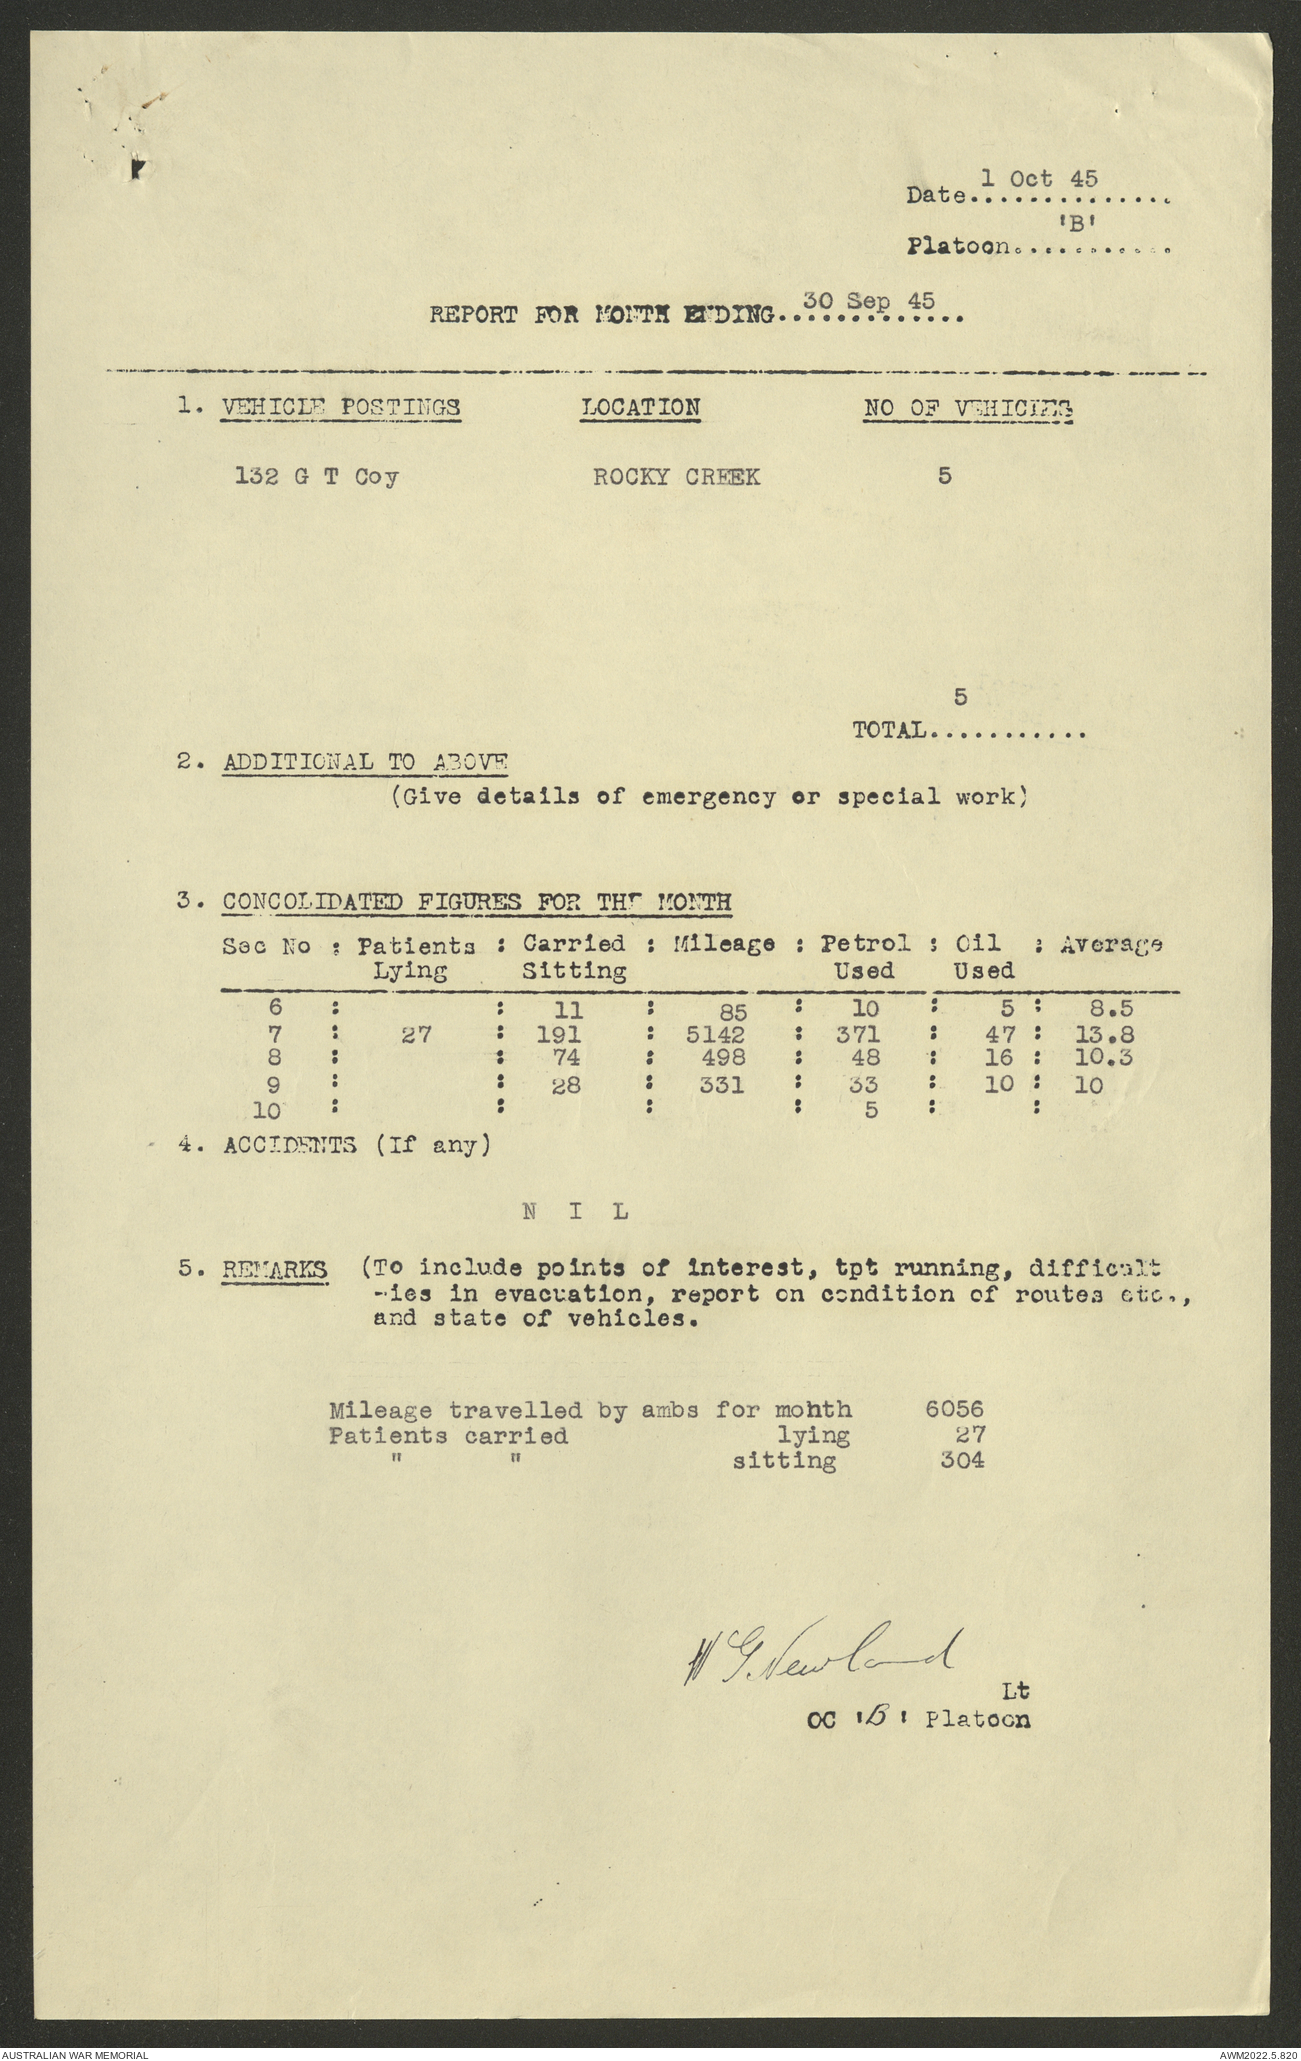 1 Oct 45
Date...............
'B'
Platoon............
REPORT FOR MONTH ENDING.............30 Sep 45
1. VEHICLE POSTINGS LOCATION NO OF VEHICLES
132 G T Coy ROCKY CREEK 5
5
TOTAL...........
2. ADDITIONAL TO ABOVE
(Give details of emergency or special work)
3. CONCOLIDATED FIGURES FOR THE MONTH
Sec No : Patients : Carried : Mileage : Petrol : Oil : Average
Lying Sitting Used Used
6 : : 11 : 85 : 10 : 5 : 8.5
7 : 27 : 191 : 5142 : 371 : 47 : 13.8
8 : : 74 : 498 : 48 : 16 : 10.3
9 : : 28 : 331 : 33 : 10 : 10
10 : : : : 5 : :
4. ACCIDENTS (If any)
N I L
5. REMARKS (To include points of interest, tpt running, difficult
-ies in evacuation, report on condition of routes etc.,
and state of vehicles.
Mileage travelled by ambs for mohth 6056
Patients carried lying 27
" " sitting 304
W G Newland
Lt
OC 'B' Platoon
AUSTRALIAN WAR MEMORIAL AWM2022.5.820